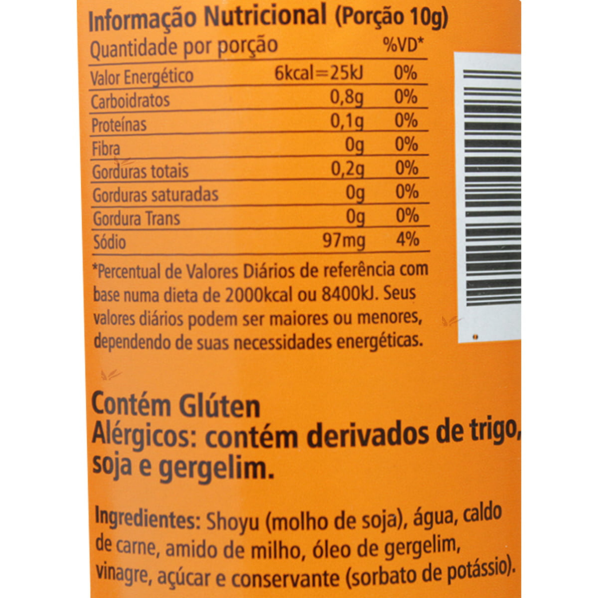 Informação Nutricional (Porção 10g)
Quantidade por porção %VD*
Valor Energético 6kcal=25kJ 0%
Carboidratos 0,8g 0%
Proteínas 0,1g 0%
Fibra 0g 0%
Gorduras totais 0,2g 0%
Gorduras saturadas 0g 0%
Gordura Trans 0g 0%
Sódio 97mg 4%
*Percentual de Valores Diários de referência com
base numa dieta de 2000kcal ou 8400kJ. Seus
valores diários podem ser maiores ou menores,
dependendo de suas necessidades energéticas.
Contém Glúten
Alérgicos: contém derivados de trigo,
soja e gergelim.
Ingredientes: Shoyu (molho de soja), água, caldo
de carne, amido de milho, óleo de gergelim,
vinagre, açúcar e conservante (sorbato de potássio).